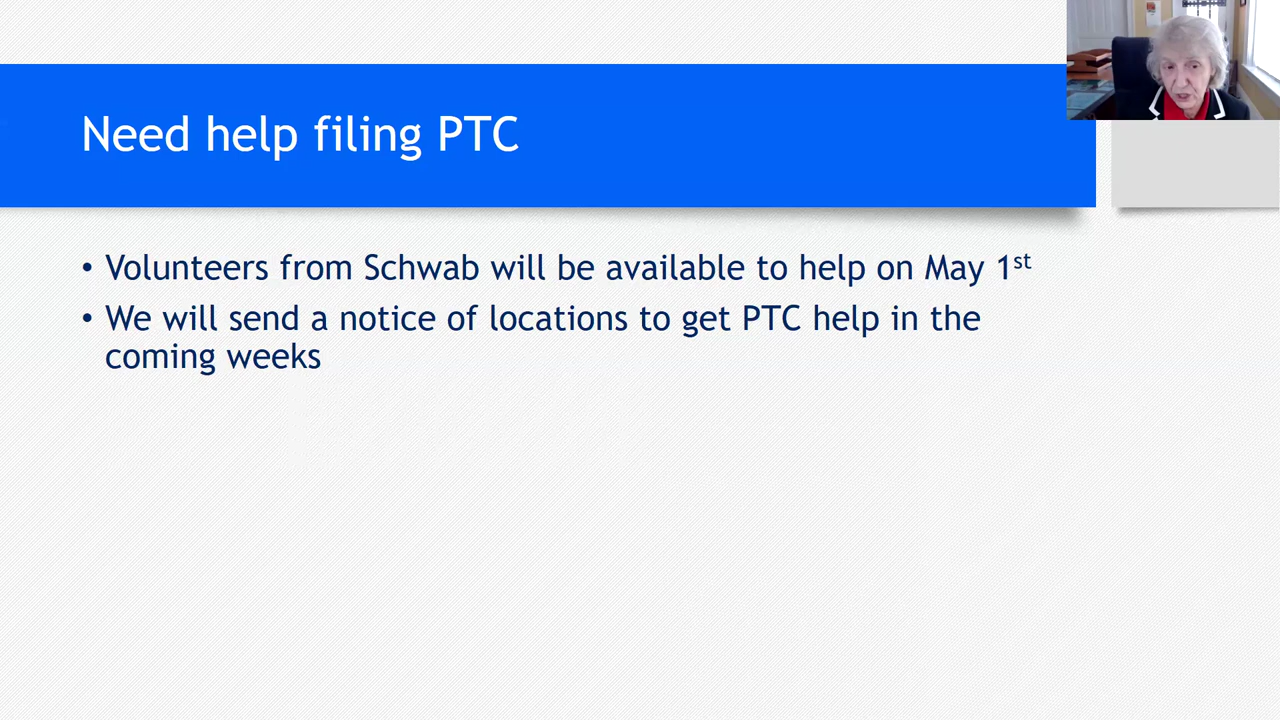 Need help filing PTC
• Volunteers from Schwab will be available to help on May 1st
• We will send a notice of locations to get PTC help in the
coming weeks